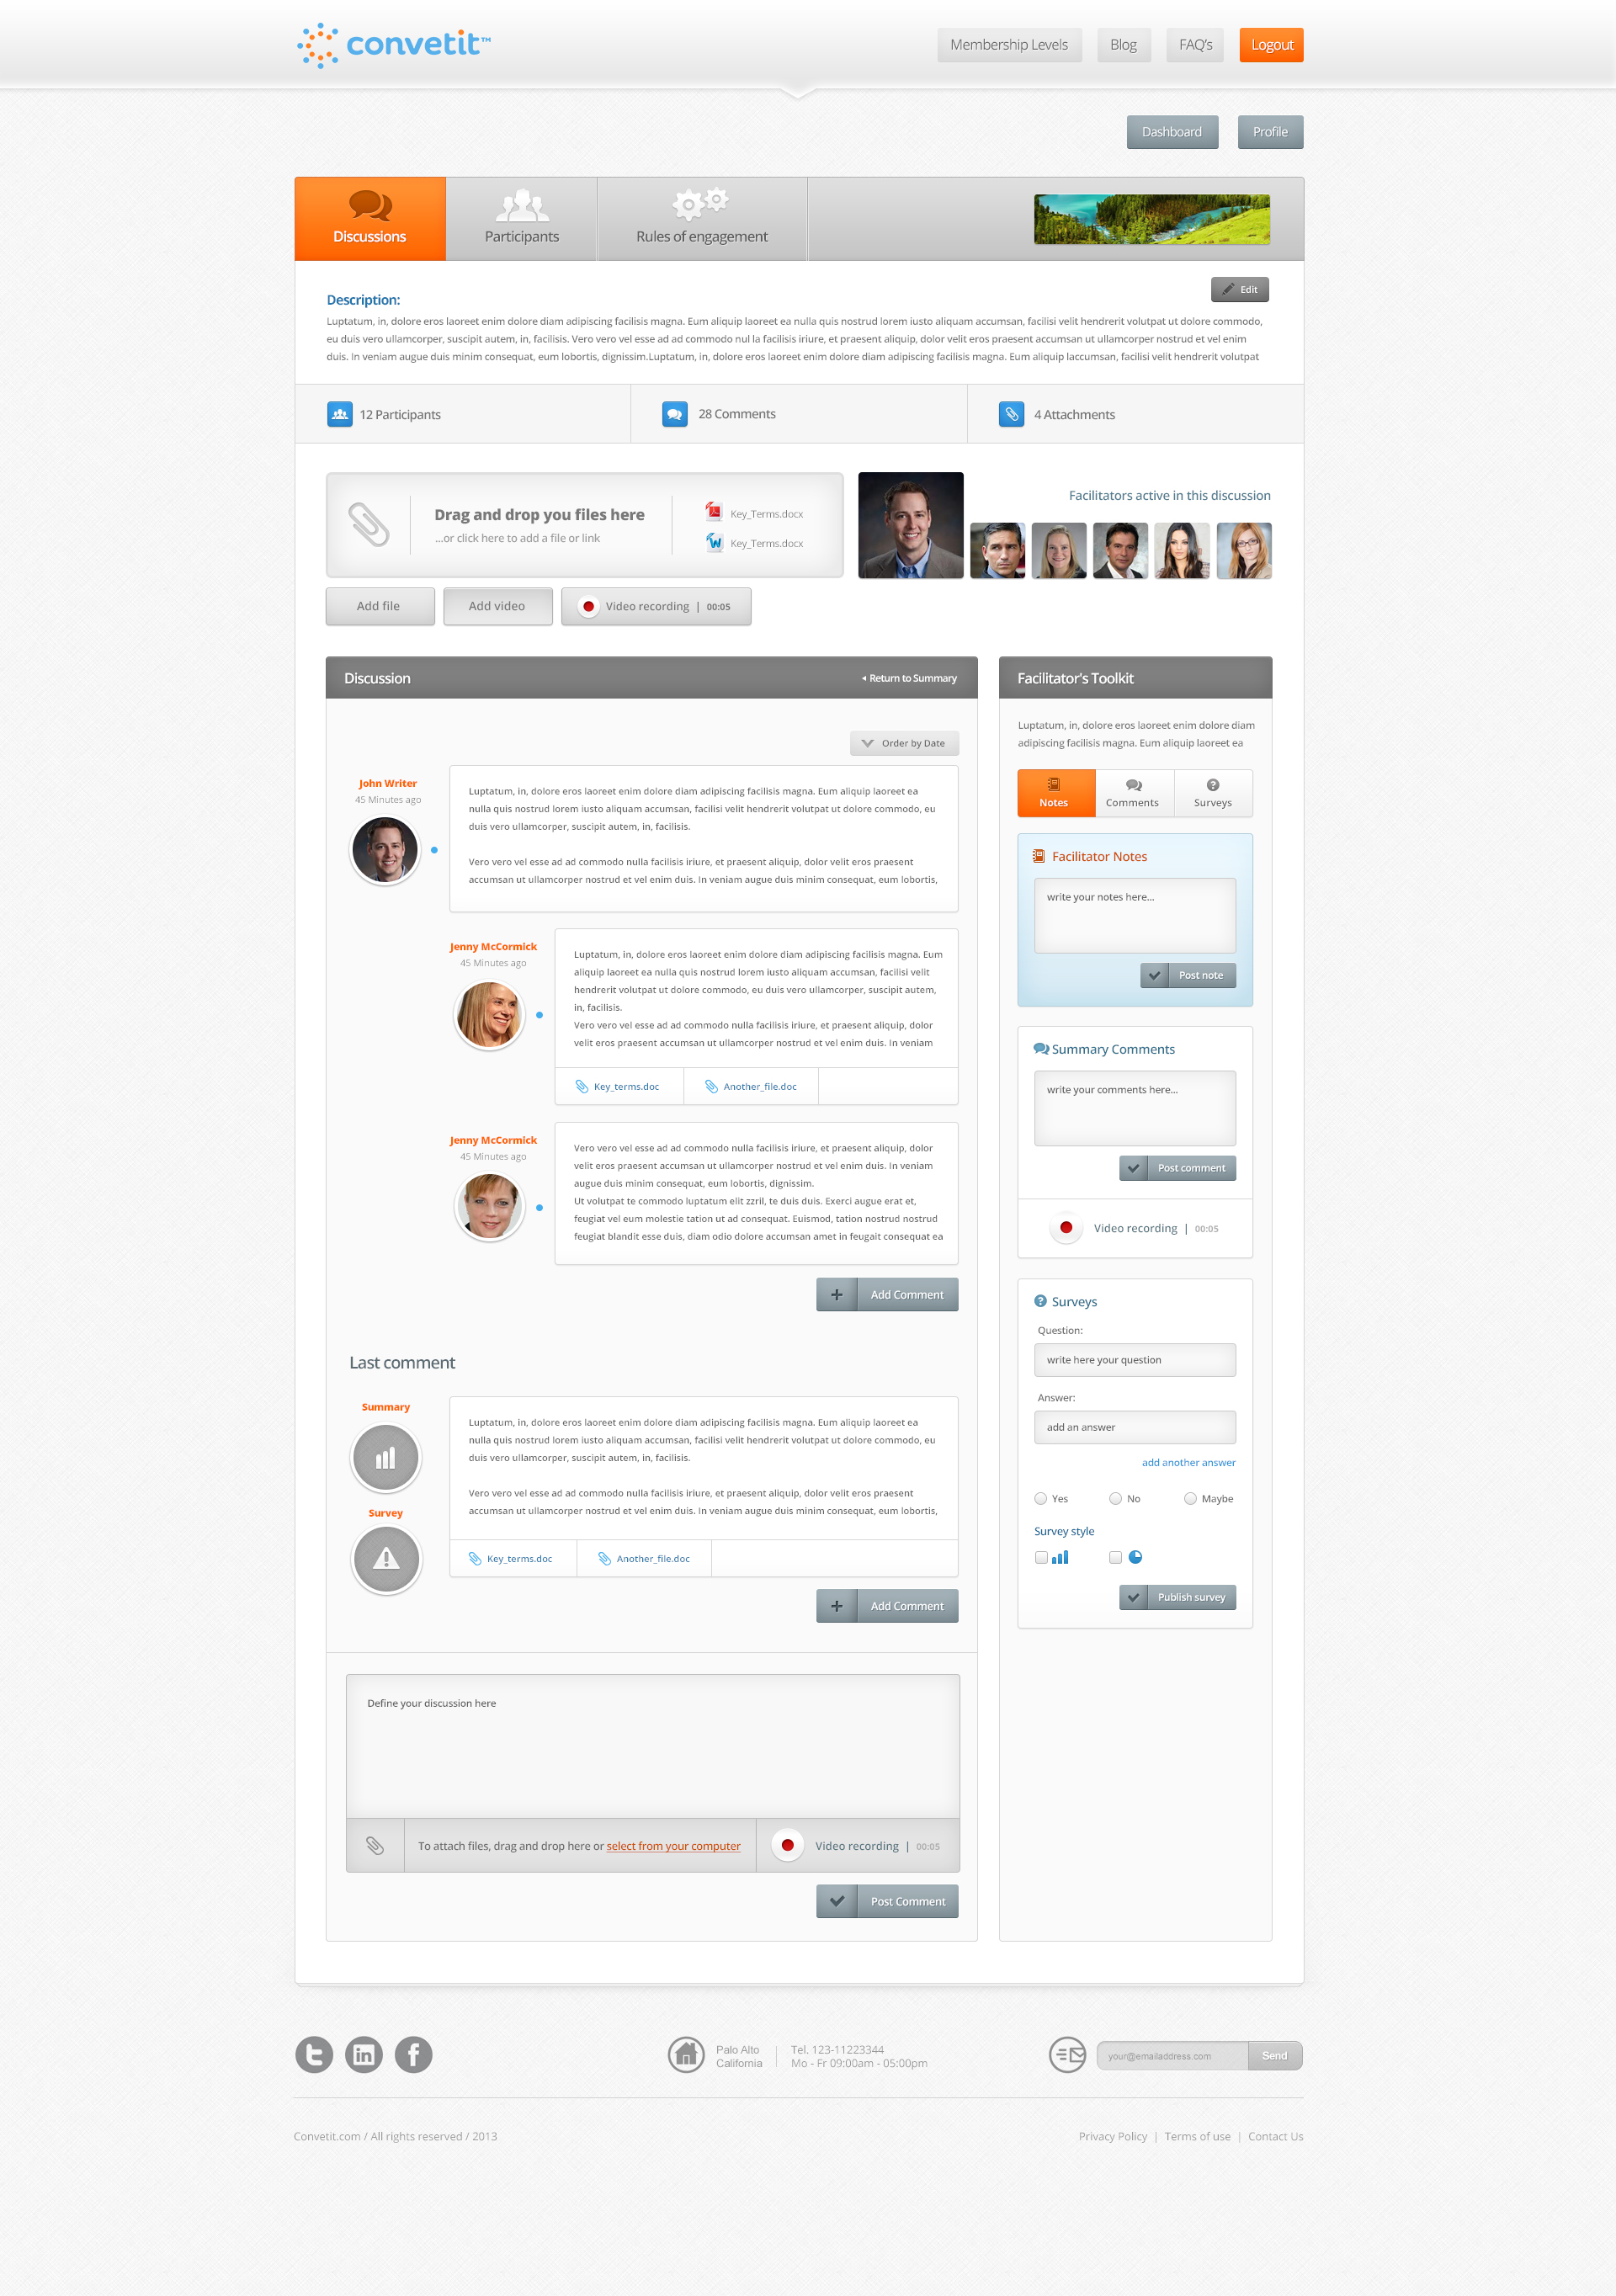 convetit™
Membership Levels
Blog
FAQ's
Logout
Dashboard
Profile
Discussions
Participants
Rules of engagement
Edit
Description:
Luptatum, in, dolore eros laoreet enim dolore diam adipiscing facilisis magna. Eum aliquip laoreet ea nulla quis nostrud lorem iusto aliquam accumsan, facilisi velit hendrerit volutpat ut dolore commodo,
eu duis vero ullamcorper, suscipit autem, in, facilisis. Vero vero vel esse ad ad commodo nul la facilisis iriure, et praesent aliquip, dolor velit eros praesent accumsan ut ullamcorper nostrud et vel enim
duis. In veniam augue duis minim consequat, eum lobortis, dignissim.Luptatum, in, dolore eros laoreet enim dolore diam adipiscing facilisis magna. Eum aliquip laccumsan, facilisi velit hendrerit volutpat
12 Participants
28 Comments
4 Attachments
Drag and drop you files here
...or click here to add a file or link
Key_Terms.docx
Key_Terms.docx
Facilitators active in this discussion
Add file
Add video
Video recording | 00:05
Discussion
Return to Summary
Order by Date
John Writer
45 Minutes ago
Luptatum, in, dolore eros laoreet enim dolore diam adipiscing facilisis magna. Eum aliquip laoreet ea
nulla quis nostrud lorem iusto aliquam accumsan, facilisi velit hendrerit volutpat ut dolore commodo, eu
duis vero ullamcorper, suscipit autem, in, facilisis.
Vero vero vel esse ad ad commodo nulla facilisis iriure, et praesent aliquip, dolor velit eros praesent
accumsan ut ullamcorper nostrud et vel enim duis. In veniam augue duis minim consequat, eum lobortis,
Jenny McCormick
45 Minutes ago
Luptatum, in, dolore eros laoreet enim dolore diam adipiscing facilisis magna. Eum
aliquip laoreet ea nulla quis nostrud lorem iusto aliquam accumsan, facilisi velit
hendrerit volutpat ut dolore commodo, eu duis vero ullamcorper, suscipit autem,
in, facilisis.
Vero vero vel esse ad ad commodo nulla facilisis iriure, et praesent aliquip, dolor
velit eros praesent accumsan ut ullamcorper nostrud et vel enim duis. In veniam
Key_terms.doc
Another_file.doc
Jenny McCormick
45 Minutes ago
Vero vero vel esse ad ad commodo nulla facilisis iriure, et praesent aliquip, dolor
velit eros praesent accumsan ut ullamcorper nostrud et vel enim duis. In veniam
augue duis minim consequat, eum lobortis, dignissim.
Ut volutpat te commodo luptatum elit zzril, te duis duis. Exerci augue erat et,
feugiat vel eum molestie tation ut ad consequat. Euismod, tation nostrud nostrud
feugiat blandit esse duis, diam odio dolore accumsan amet in feugait consequat ea
Add Comment
Last comment
Summary
Survey
Luptatum, in, dolore eros laoreet enim dolore diam adipiscing facilisis magna. Eum aliquip laoreet ea
nulla quis nostrud lorem iusto aliquam accumsan, facilisi velit hendrerit volutpat ut dolore commodo, eu
duis vero ullamcorper, suscipit autem, in, facilisis.
Vero vero vel esse ad ad commodo nulla facilisis iriure, et praesent aliquip, dolor velit eros praesent
accumsan ut ullamcorper nostrud et vel enim duis. In veniam augue duis minim consequat, eum lobortis,
Key_terms.doc
Another_file.doc
Add Comment
Define your discussion here
To attach files, drag and drop here or select from your computer
Video recording | 00:05
Post Comment
Facilitator's Toolkit
Luptatum, in, dolore eros laoreet enim dolore diam
adipiscing facilisis magna. Eum aliquip laoreet ea
Notes
Comments
Surveys
Facilitator Notes
write your notes here...
Post note
Summary Comments
write your comments here...
Post comment
Video recording | 00:05
Surveys
Question:
write here your question
Answer:
add an answer
add another answer
Yes
No
Maybe
Survey style
Publish survey
Palo Alto
California
Tel. 123-11223344
Mo - Fr 09:00am - 05:00pm
your@emailaddress.com
Send
Convetit.com / All rights reserved / 2013
Privacy Policy | Terms of use | Contact Us